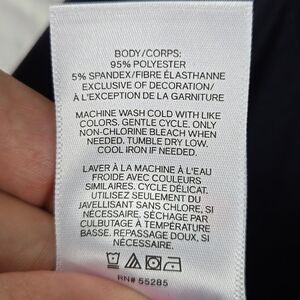 BODY/CORPS:
95% POLYESTER
5% SPANDEX/FIBRE ÉLASTHANNE
EXCLUSIVE OF DECORATION/
À L'EXCEPTION DE LA GARNITURE
MACHINE WASH COLD WITH LIKE
COLORS. GENTLE CYCLE. ONLY
NON-CHLORINE BLEACH WHEN
NEEDED. TUMBLE DRY LOW.
COOL IRON IF NEEDED.
LAVER À LA MACHINE À L'EAU
FROIDE AVEC COULEURS
SIMILAIRES. CYCLE DÉLICAT.
UTILISEZ SEULEMENT DU
JAVELLISANT SANS CHLORE, SI
NÉCESSAIRE. SÉCHAGE PAR
CULBUTAGE À TEMPÉRATURE
BASSE. REPASSAGE DOUX, SI
NÉCESSAIRE.
RN# 55285